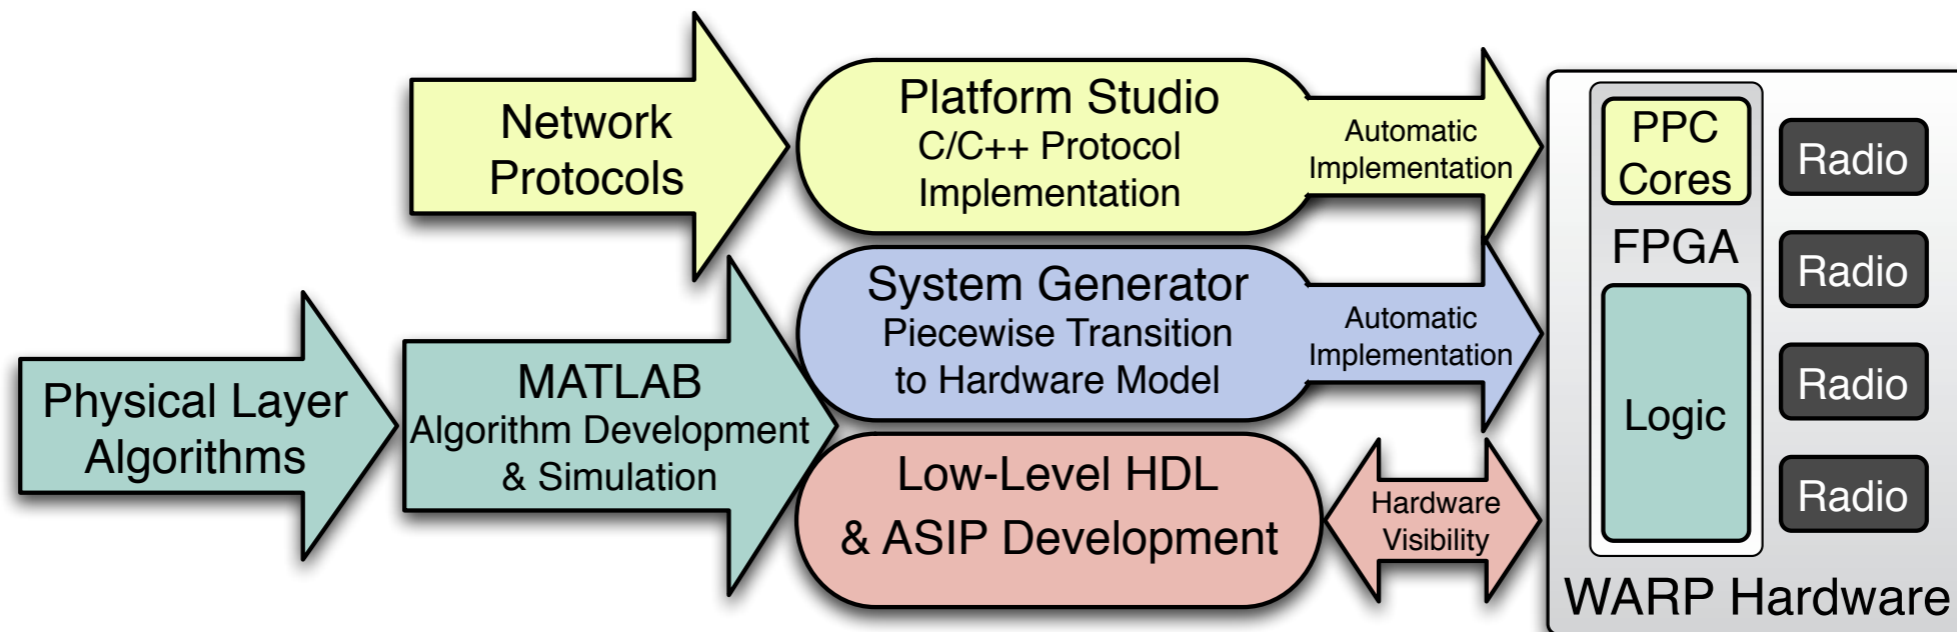 Network
Protocols
Platform Studio
C/C++ Protocol
Implementation
Automatic
Implementation
Physical Layer
Algorithms
MATLAB
Algorithm Development
& Simulation
System Generator
Piecewise Transition
to Hardware Model
Automatic
Implementation
Low-Level HDL
& ASIP Development
Hardware
Visibility
PPC
Cores
FPGA
Logic
Radio
Radio
Radio
Radio
WARP Hardware